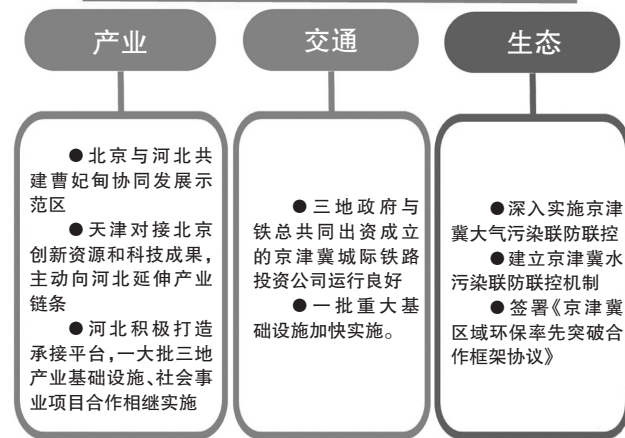 产业
●北京与河北共
建曹妃甸协同发展示
范区
●天津对接北京
创新资源和科技成果，
主动向河北延伸产业
链条
●河北积极打造
承接平台，一大批三地
产业基础设施、社会事
业项目合作相继实施
交通
●三地政府与
铁总共同出资成立
的京津冀城际铁路
投资公司运行良好
●一批重大基
础设施加快实施。
生态
●深入实施京津
冀大气污染联防联控
●建立京津冀水
污染联防联控机制
●签署《京津冀
区域环保率先突破合
作框架协议》